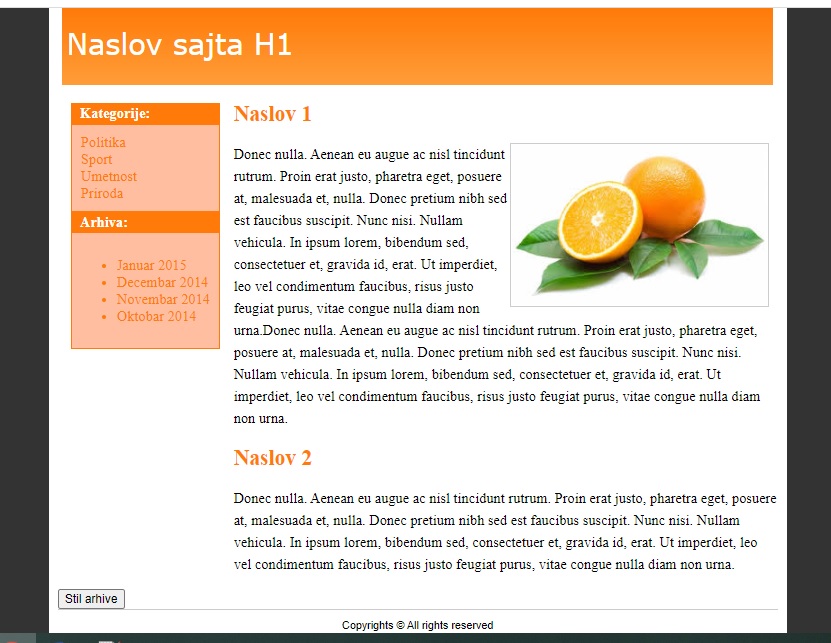 Naslov sajta H1
Kategorije:
Politika
Sport
Umetnost
Priroda
Arhiva:
Januar 2015
Decembar 2014
Novembar 2014
Oktobar 2014
Naslov 1
Donec nulla. Aenean eu augue ac nisl tincidunt
rutrum. Proin erat justo, pharetra eget, posuere
at, malesuada et, nulla. Donec pretium nibh sed
est faucibus suscipit. Nunc nisi. Nullam
vehicula. In ipsum lorem, bibendum sed,
consectetuer et, gravida id, erat. Ut imperdiet,
leo vel condimentum faucibus, risus justo
feugiat purus, vitae congue nulla diam non
urna.Donec nulla. Aenean eu augue ac nisl tincidunt rutrum. Proin erat justo, pharetra eget,
posuere at, malesuada et, nulla. Donec pretium nibh sed est faucibus suscipit. Nunc nisi.
Nullam vehicula. In ipsum lorem, bibendum sed, consectetuer et, gravida id, erat. Ut
imperdiet, leo vel condimentum faucibus, risus justo feugiat purus, vitae congue nulla diam
non urna.
Naslov 2
Donec nulla. Aenean eu augue ac nisl tincidunt rutrum. Proin erat justo, pharetra eget, posuere
at, malesuada et, nulla. Donec pretium nibh sed est faucibus suscipit. Nunc nisi. Nullam
vehicula. In ipsum lorem, bibendum sed, consectetuer et, gravida id, erat. Ut imperdiet, leo
vel condimentum faucibus, risus justo feugiat purus, vitae congue nulla diam non urna.
Stil arhive
Copyrights © All rights reserved